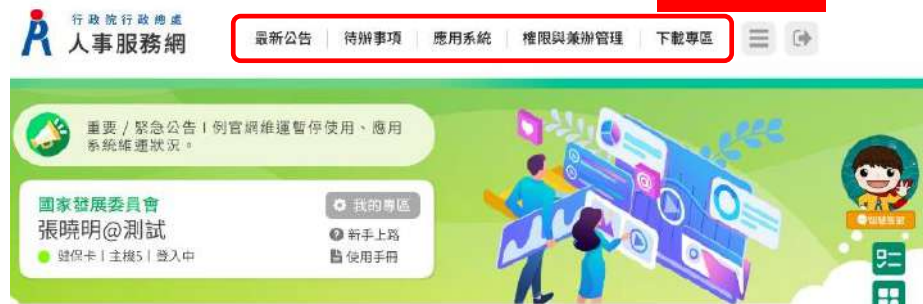 行政院行政總處
人事服務網
最新公告 待辦事項 應用系統 權限與兼辦管理 下載專區
重要 / 緊急公告 | 例官網維運暫停使用、應用
系統維運狀況。
國家發展委員會
我的專區
張曉明@測試
新手上路
健保卡 | 主機5 | 登入中
使用手冊